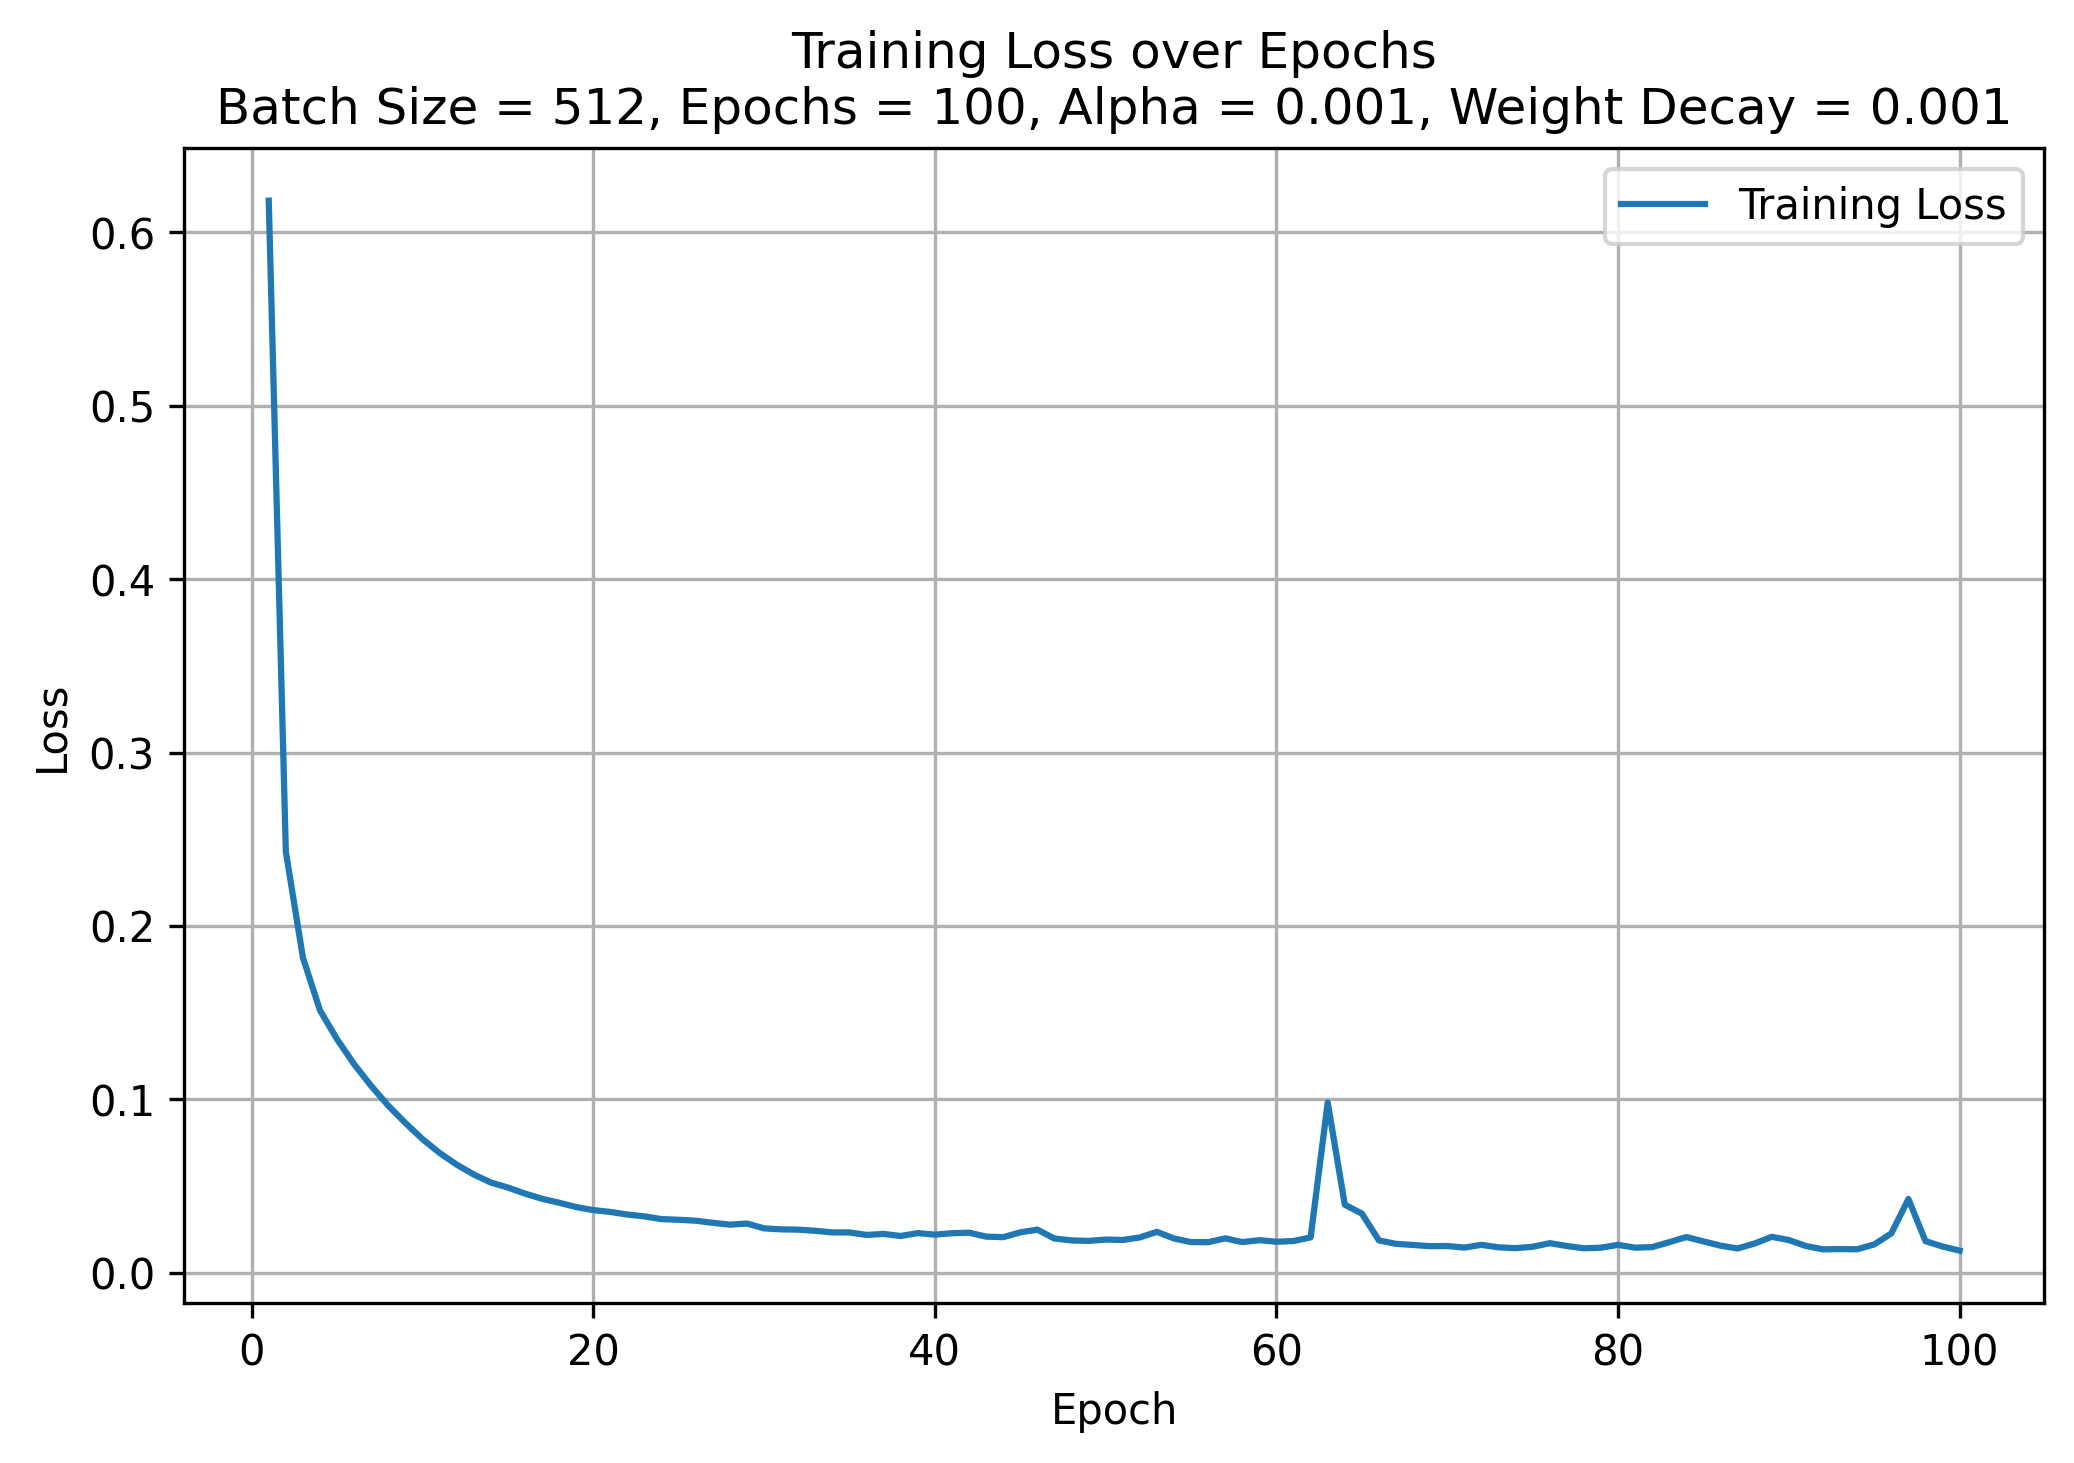 Training Loss over Epochs
Batch Size = 512, Epochs = 100, Alpha = 0.001, Weight Decay = 0.001
Training Loss
0.6
0.5
0.4
0.3
0.2
0.1
0.0
Loss
0 20 40 60 80 100
Epoch